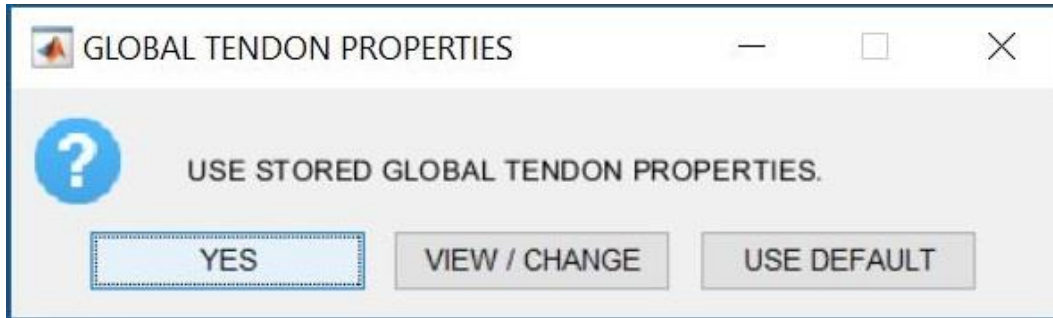 GLOBAL TENDON PROPERTIES
?
USE STORED GLOBAL TENDON PROPERTIES.
YES VIEW / CHANGE USE DEFAULT